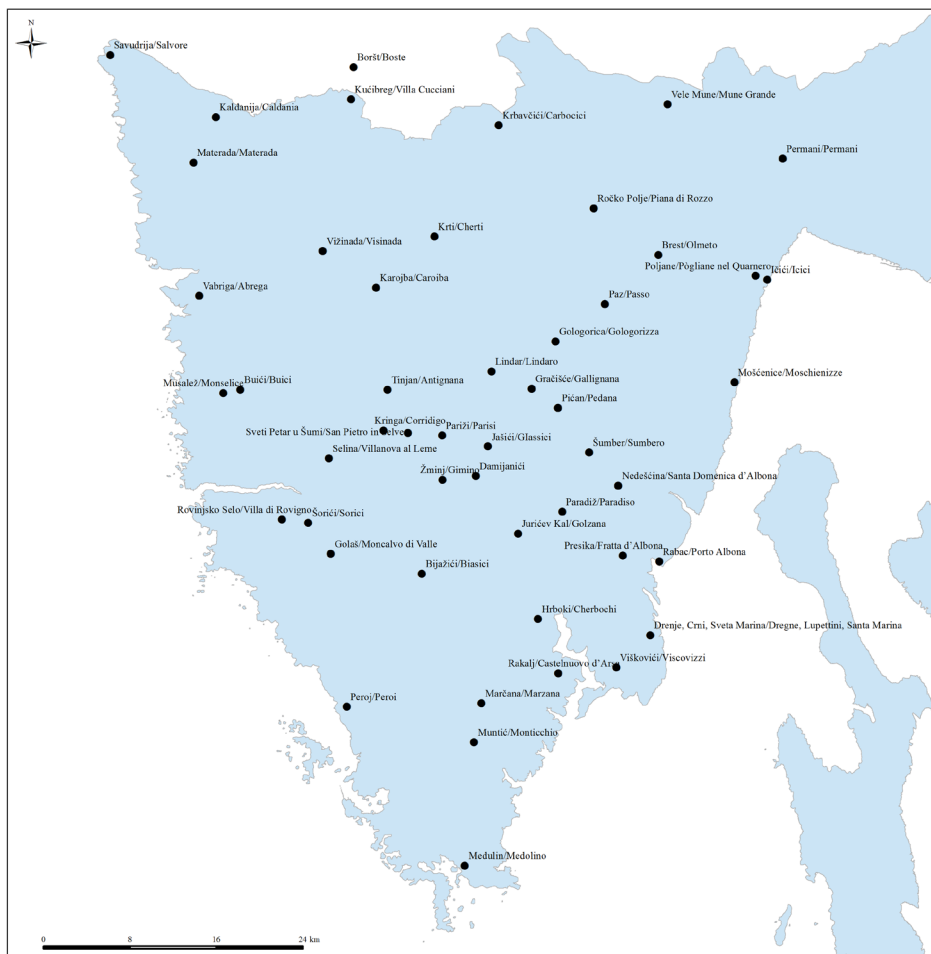 N
Savudrija/Salvore
Boršt/Boste
Kućibreg/Villa Cucciani
Vele Mune/Mune Grande
Kaldanija/Caldania
Krbavčići/Carbocici
Materada/Materada
Permani/Permani
Ročko Polje/Piana di Rozzo
Krti/Cherti
Vižinada/Visinada
Brest/Olmeto
Poljane/Pògliane nel Quarnero
Ičići/Icici
Karojba/Caroiba
Vabriga/Abrega
Paz/Passo
Gologorica/Gologorizza
Lindar/Lindaro
Mošćenice/Moschienizze
Musalež/Monselice
Buići/Buici
Tinjan/Antignana
Gračišće/Gallignana
Pićan/Pedana
Kringa/Corridigo
Sveti Petar u Šumi/San Pietro in Selve
Pariži/Parisi
Jašići/Glassici
Šumber/Sumbero
Selina/Villanova al Leme
Žminj/Gimino
Damijanići
Nedešćina/Santa Domenica d'Albona
Paradiž/Paradiso
Rovinjsko Selo/Villa di Rovigno
Šorići/Sorici
Jurićev Kal/Golzana
Golaš/Moncalvo di Valle
Presika/Fratta d'Albona
Rabac/Porto Albona
Bijažići/Biasici
Hrboki/Cherbochi
Drenje, Crni, Sveta Marina/Dregne, Lupettini, Santa Marina
Rakalj/Castelnuovo d'Arsa
Viškovići/Viscovizzi
Peroj/Peroi
Marčana/Marzana
Muntić/Monticchio
Medulin/Medolino
0 8 16 24 km